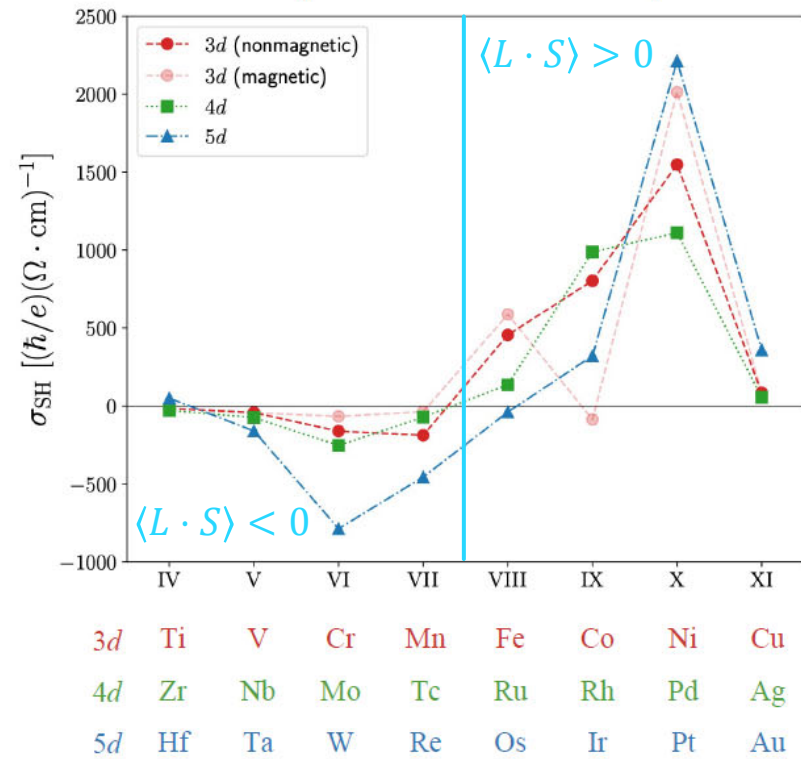 σ_SH [(ħ/e)(Ω · cm)⁻¹]
2500
2000
1500
1000
500
0
−500
−1000
3d (nonmagnetic)
3d (magnetic)
4d
5d
⟨L · S⟩ > 0
⟨L · S⟩ < 0
IV V VI VII VIII IX X XI
3d Ti V Cr Mn Fe Co Ni Cu
4d Zr Nb Mo Tc Ru Rh Pd Ag
5d Hf Ta W Re Os Ir Pt Au